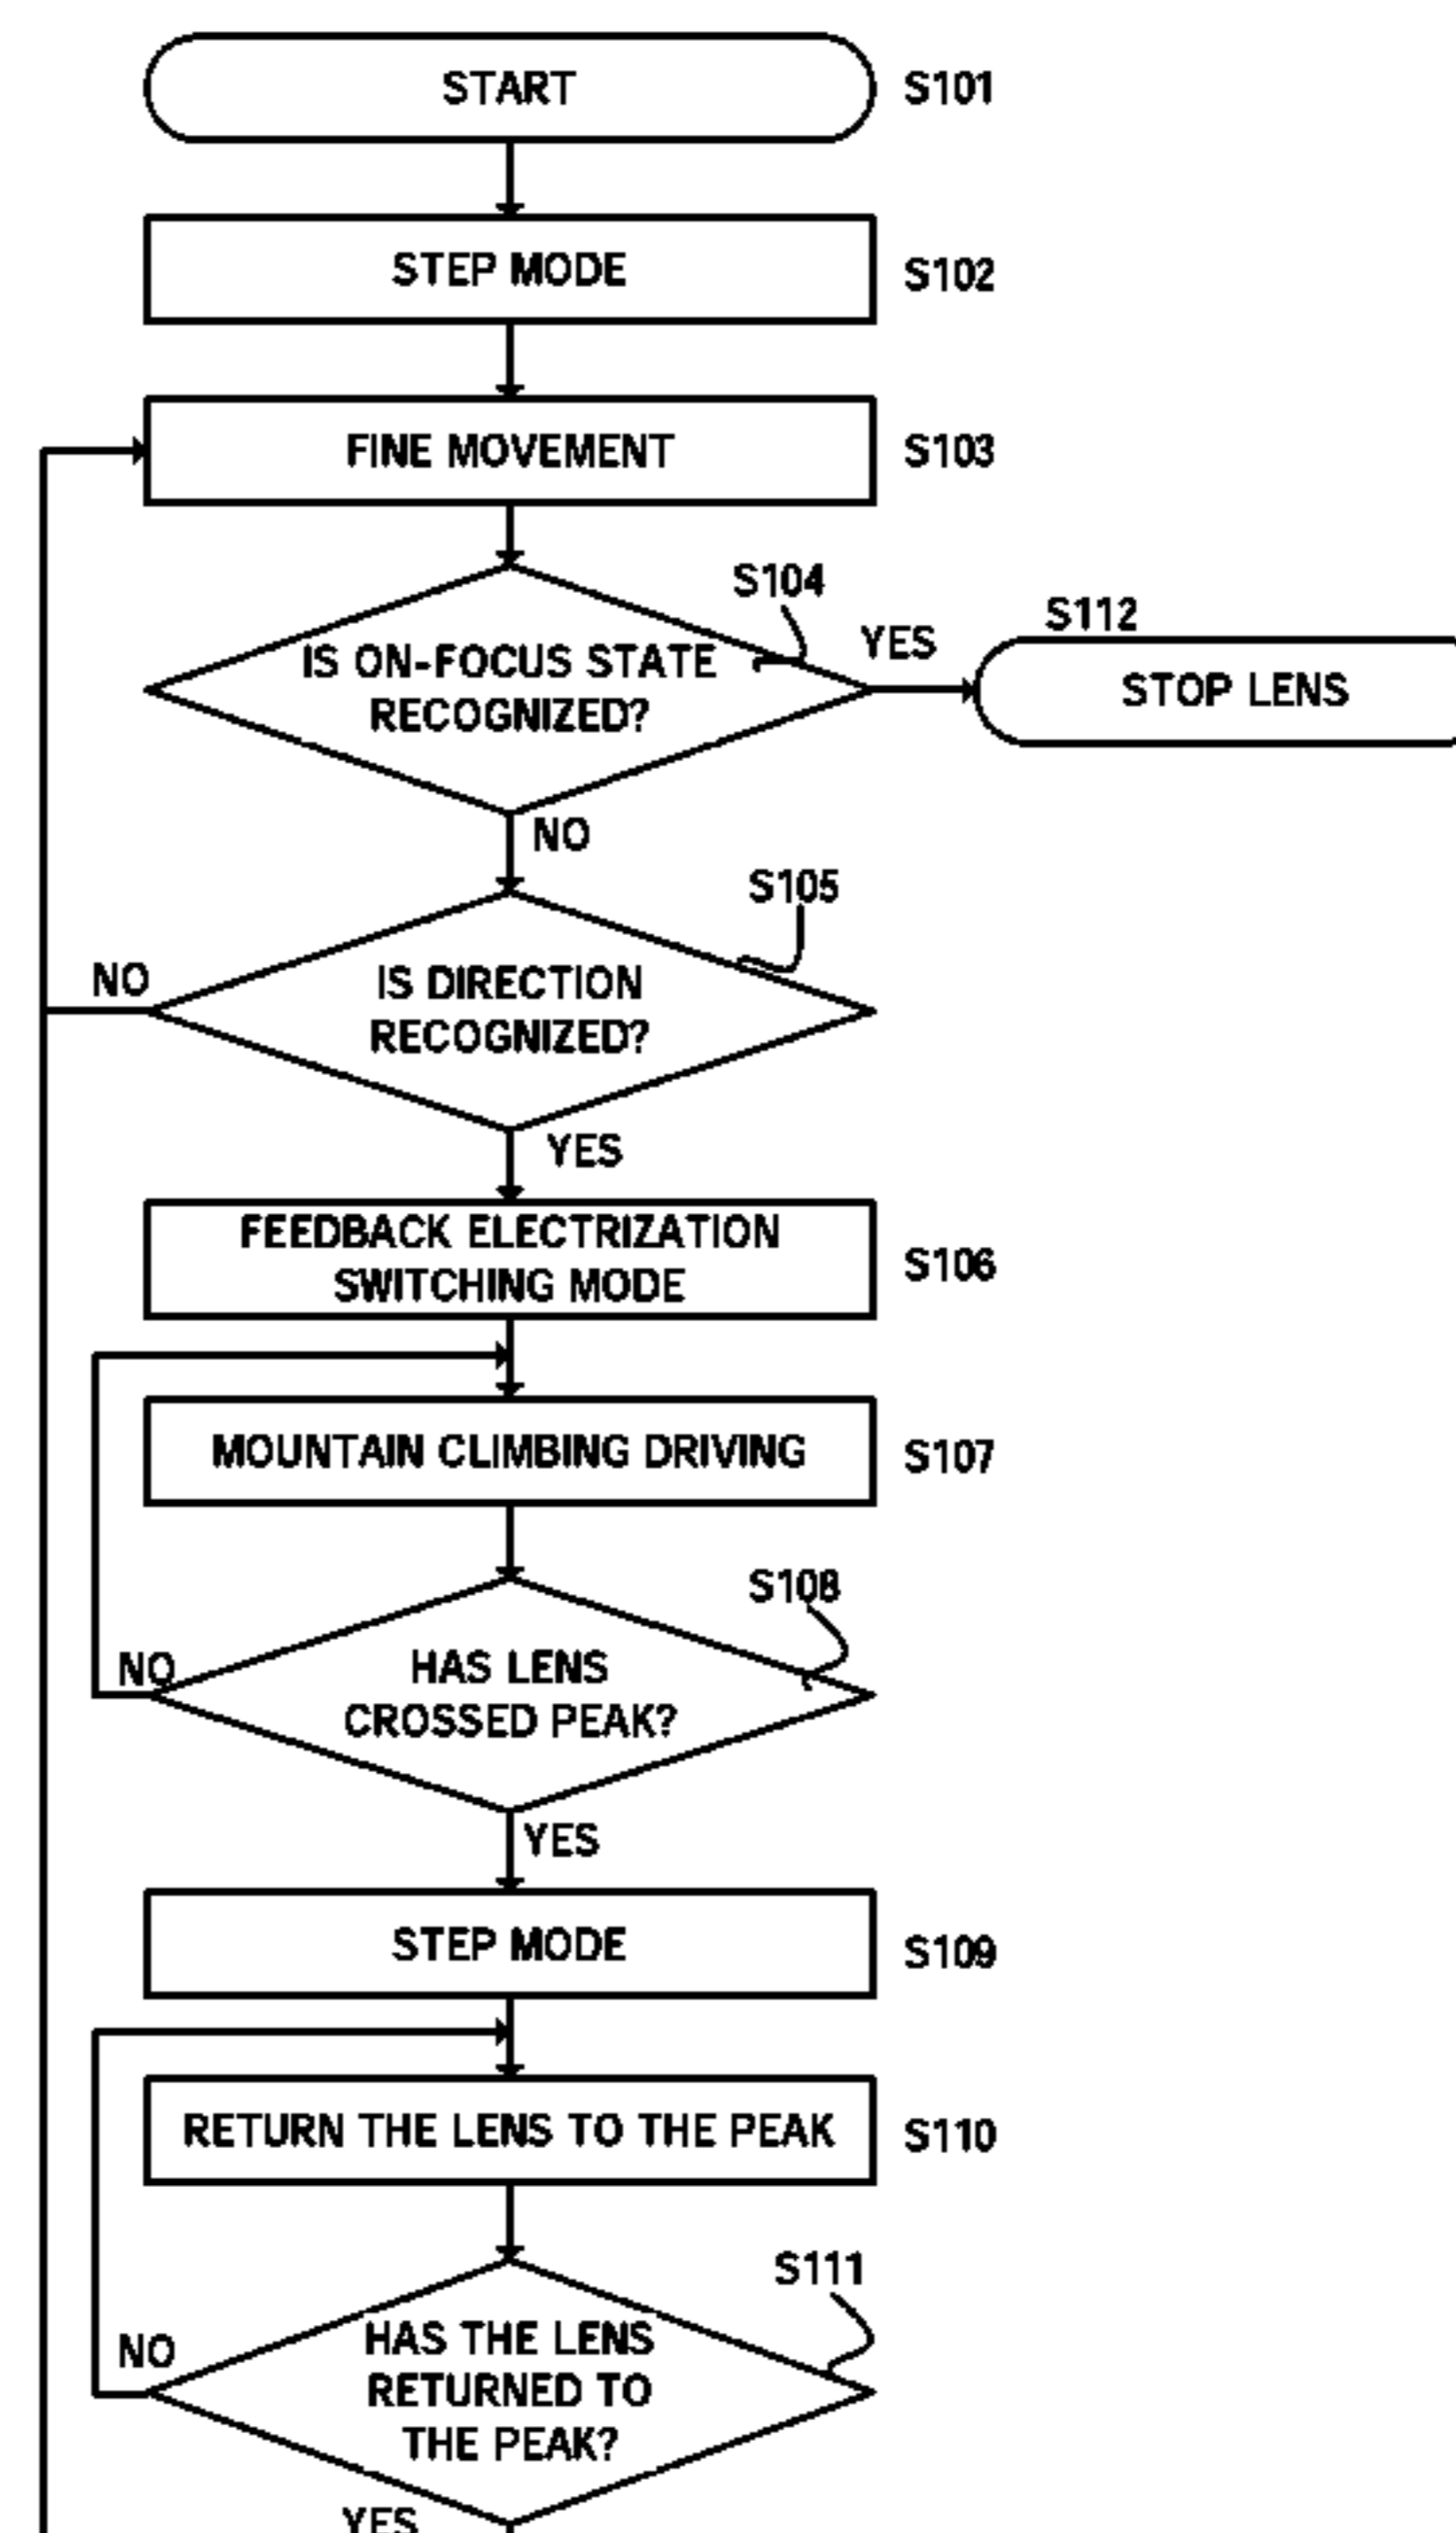 START
S101
STEP MODE
S102
FINE MOVEMENT
S103
S104
IS ON-FOCUS STATE
RECOGNIZED?
YES
S112
STOP LENS
NO
S105
IS DIRECTION
RECOGNIZED?
NO
YES
FEEDBACK ELECTRIZATION
SWITCHING MODE
S106
MOUNTAIN CLIMBING DRIVING
S107
S108
HAS LENS
CROSSED PEAK?
NO
YES
STEP MODE
S109
RETURN THE LENS TO THE PEAK
S110
S111
HAS THE LENS
RETURNED TO
THE PEAK?
NO
YES